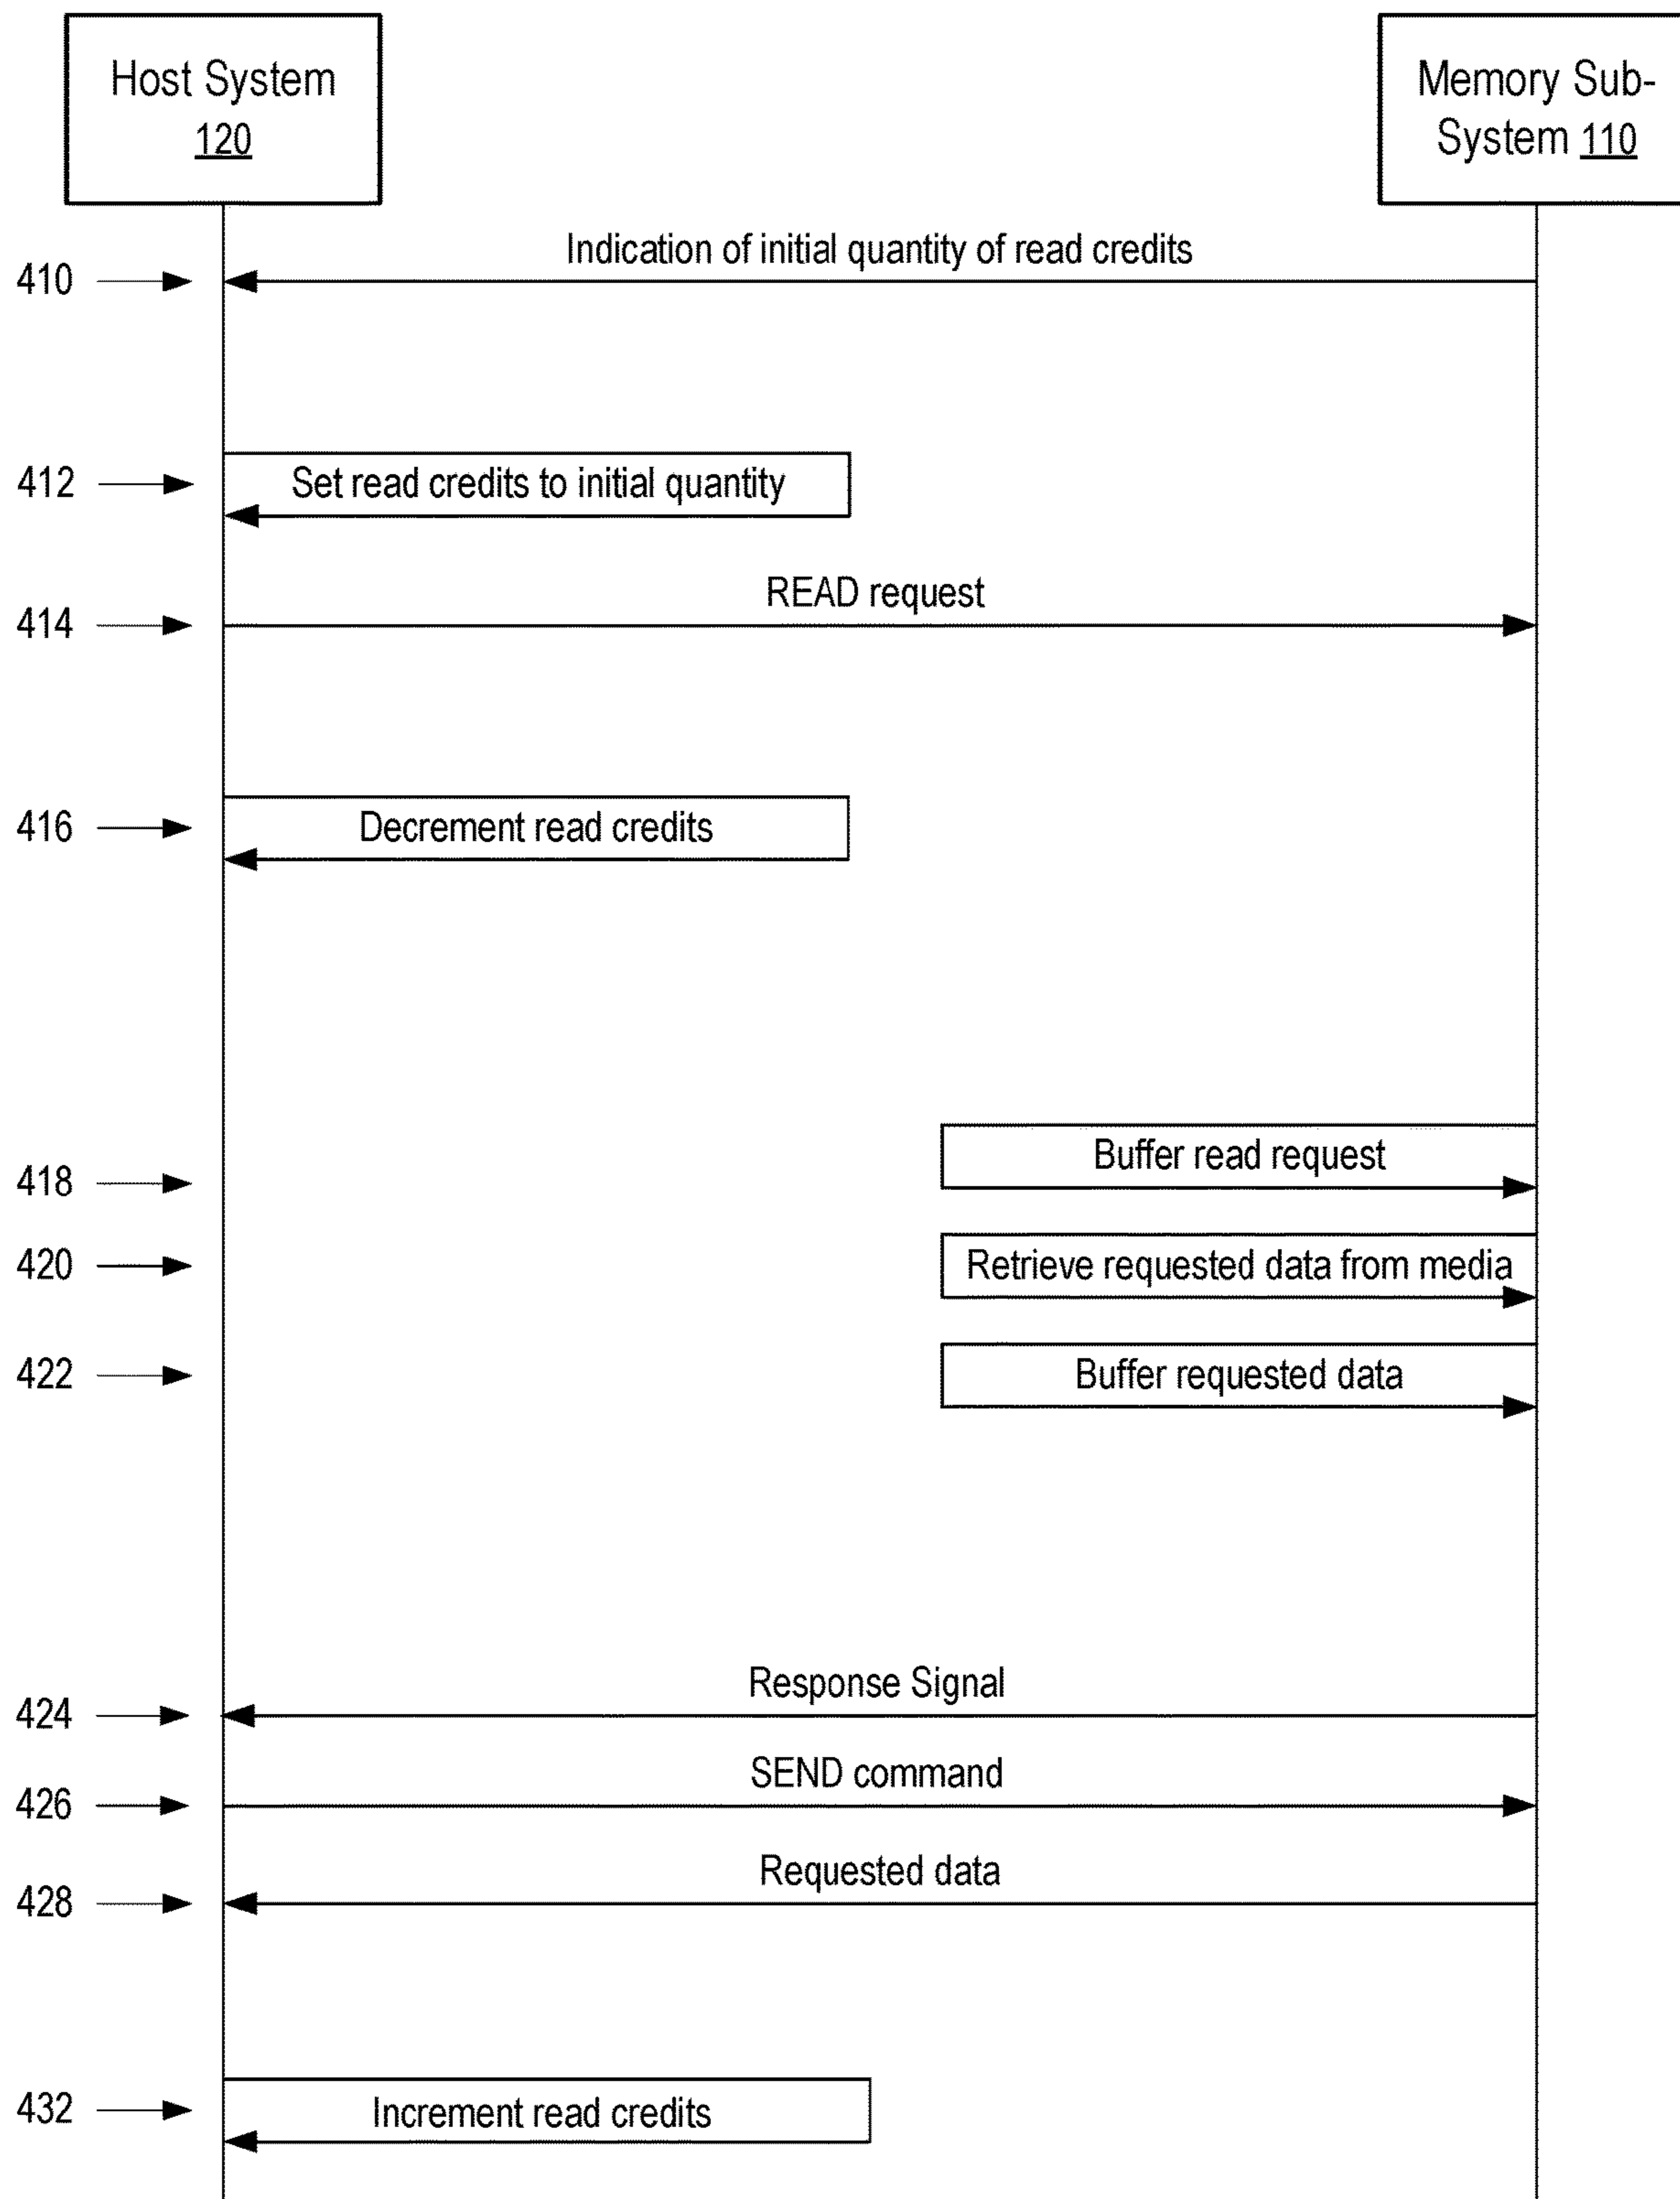 Host System
120
Memory Sub-
System 110
Indication of initial quantity of read credits
410
412
Set read credits to initial quantity
READ request
414
416
Decrement read credits
Buffer read request
418
420
Retrieve requested data from media
422
Buffer requested data
Response Signal
424
SEND command
426
Requested data
428
432
Increment read credits